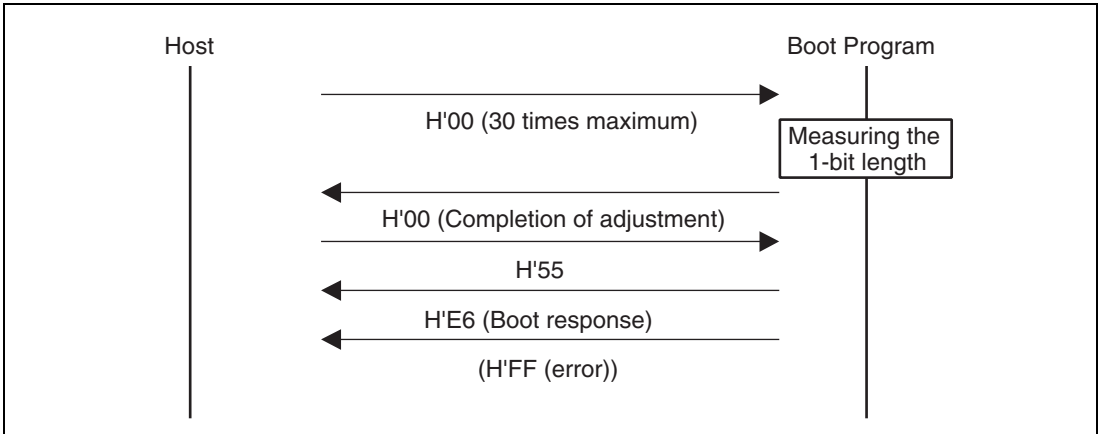 Host
Boot Program
H'00 (30 times maximum)
Measuring the
1-bit length
H'00 (Completion of adjustment)
H'55
H'E6 (Boot response)
(H'FF (error))